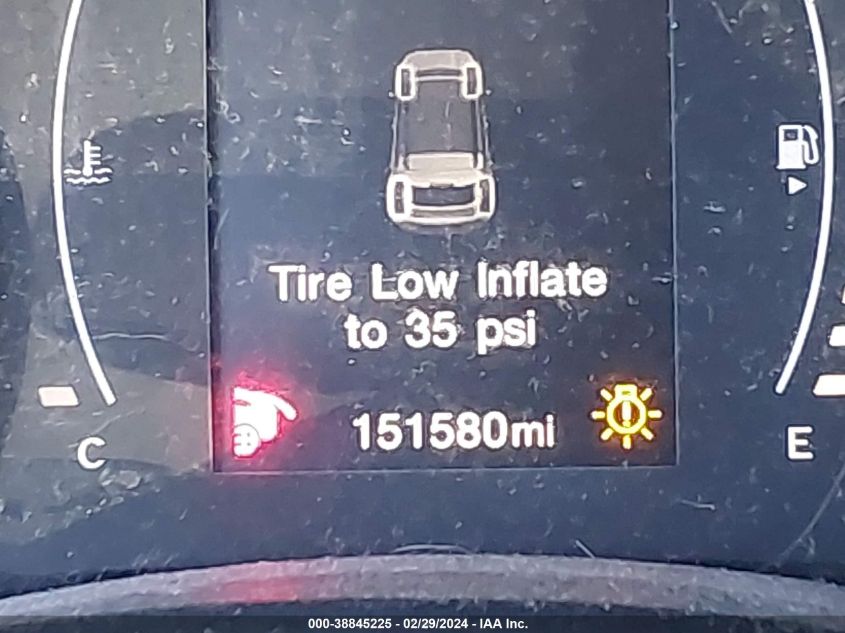 Tire Low Inflate
to 35 psi
151580mi
C
E
000-38845225 - 02/29/2024 - IAA Inc.